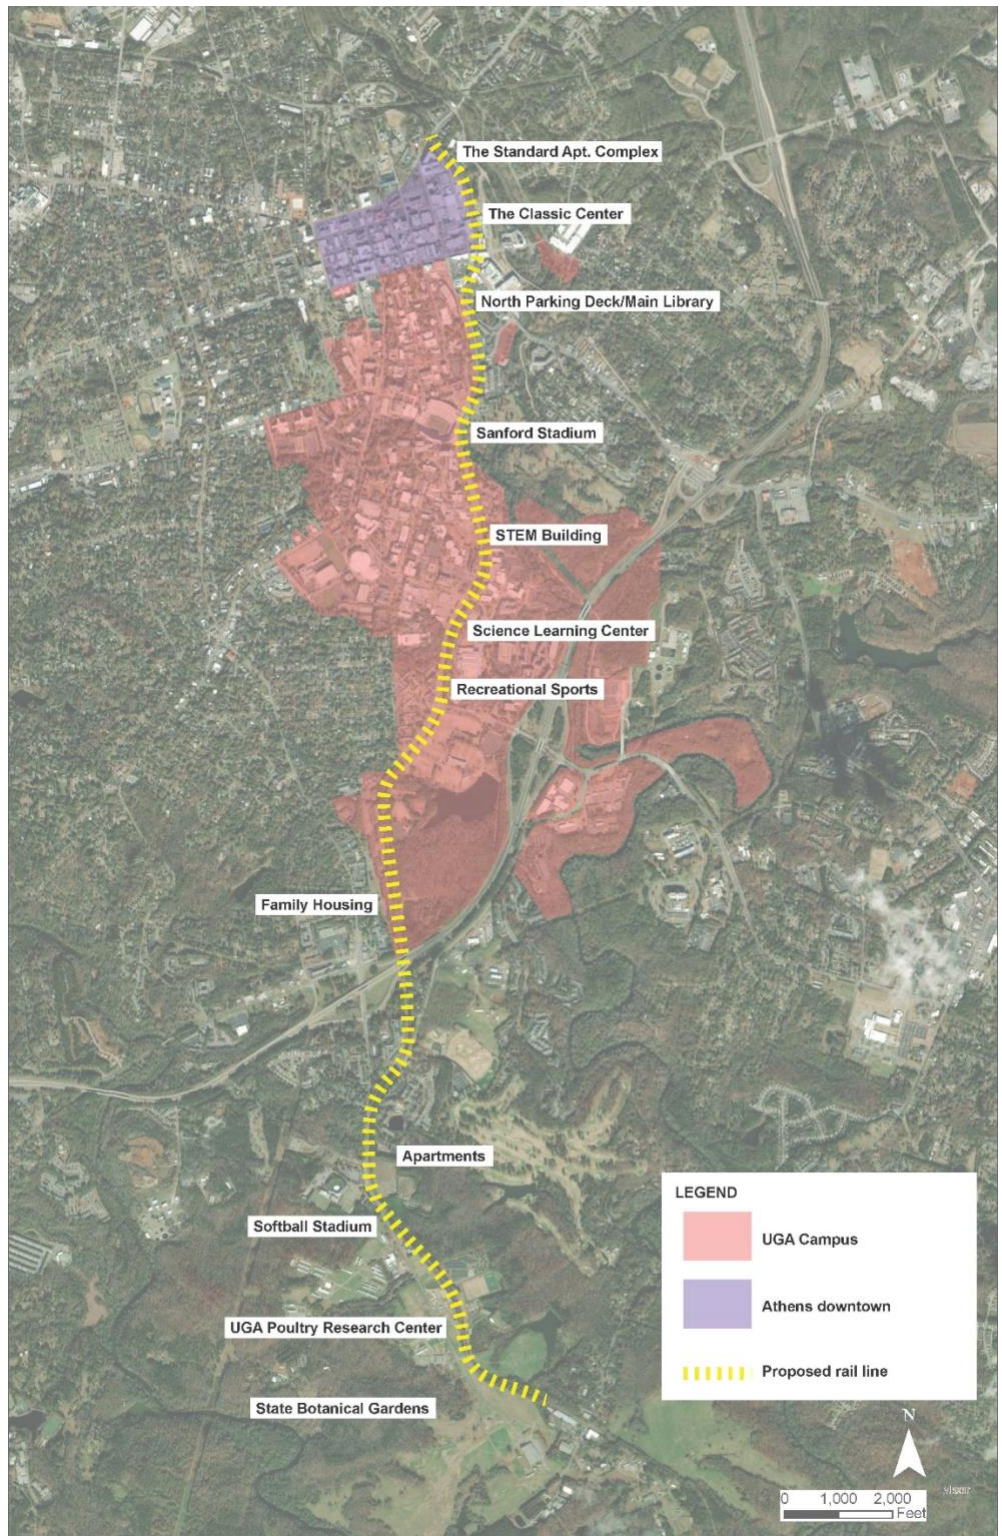 The Standard Apt. Complex
The Classic Center
North Parking Deck/Main Library
Sanford Stadium
STEM Building
Science Learning Center
Recreational Sports
Family Housing
Apartments
Softball Stadium
UGA Poultry Research Center
State Botanical Gardens
LEGEND
UGA Campus
Athens downtown
Proposed rail line
N
0 1,000 2,000
Feet